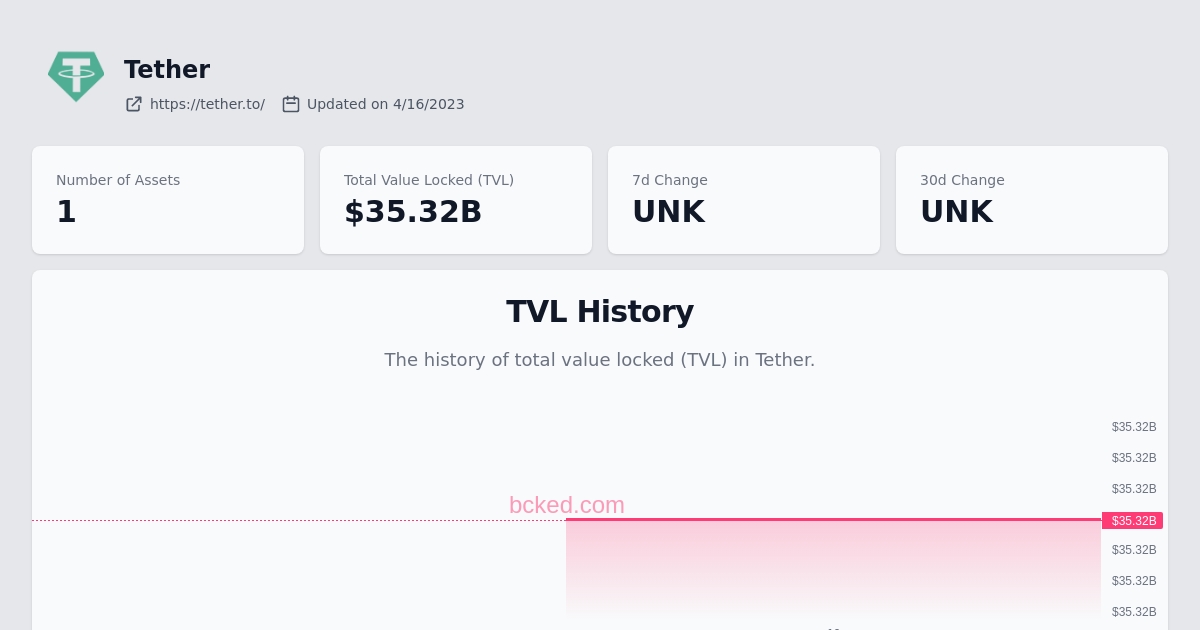 Tether
https://tether.to/ Updated on 4/16/2023
Number of Assets
1
Total Value Locked (TVL)
$35.32B
7d Change
UNK
30d Change
UNK
TVL History
The history of total value locked (TVL) in Tether.
$35.32B
$35.32B
$35.32B
bcked.com
$35.32B
$35.32B
$35.32B
$35.32B